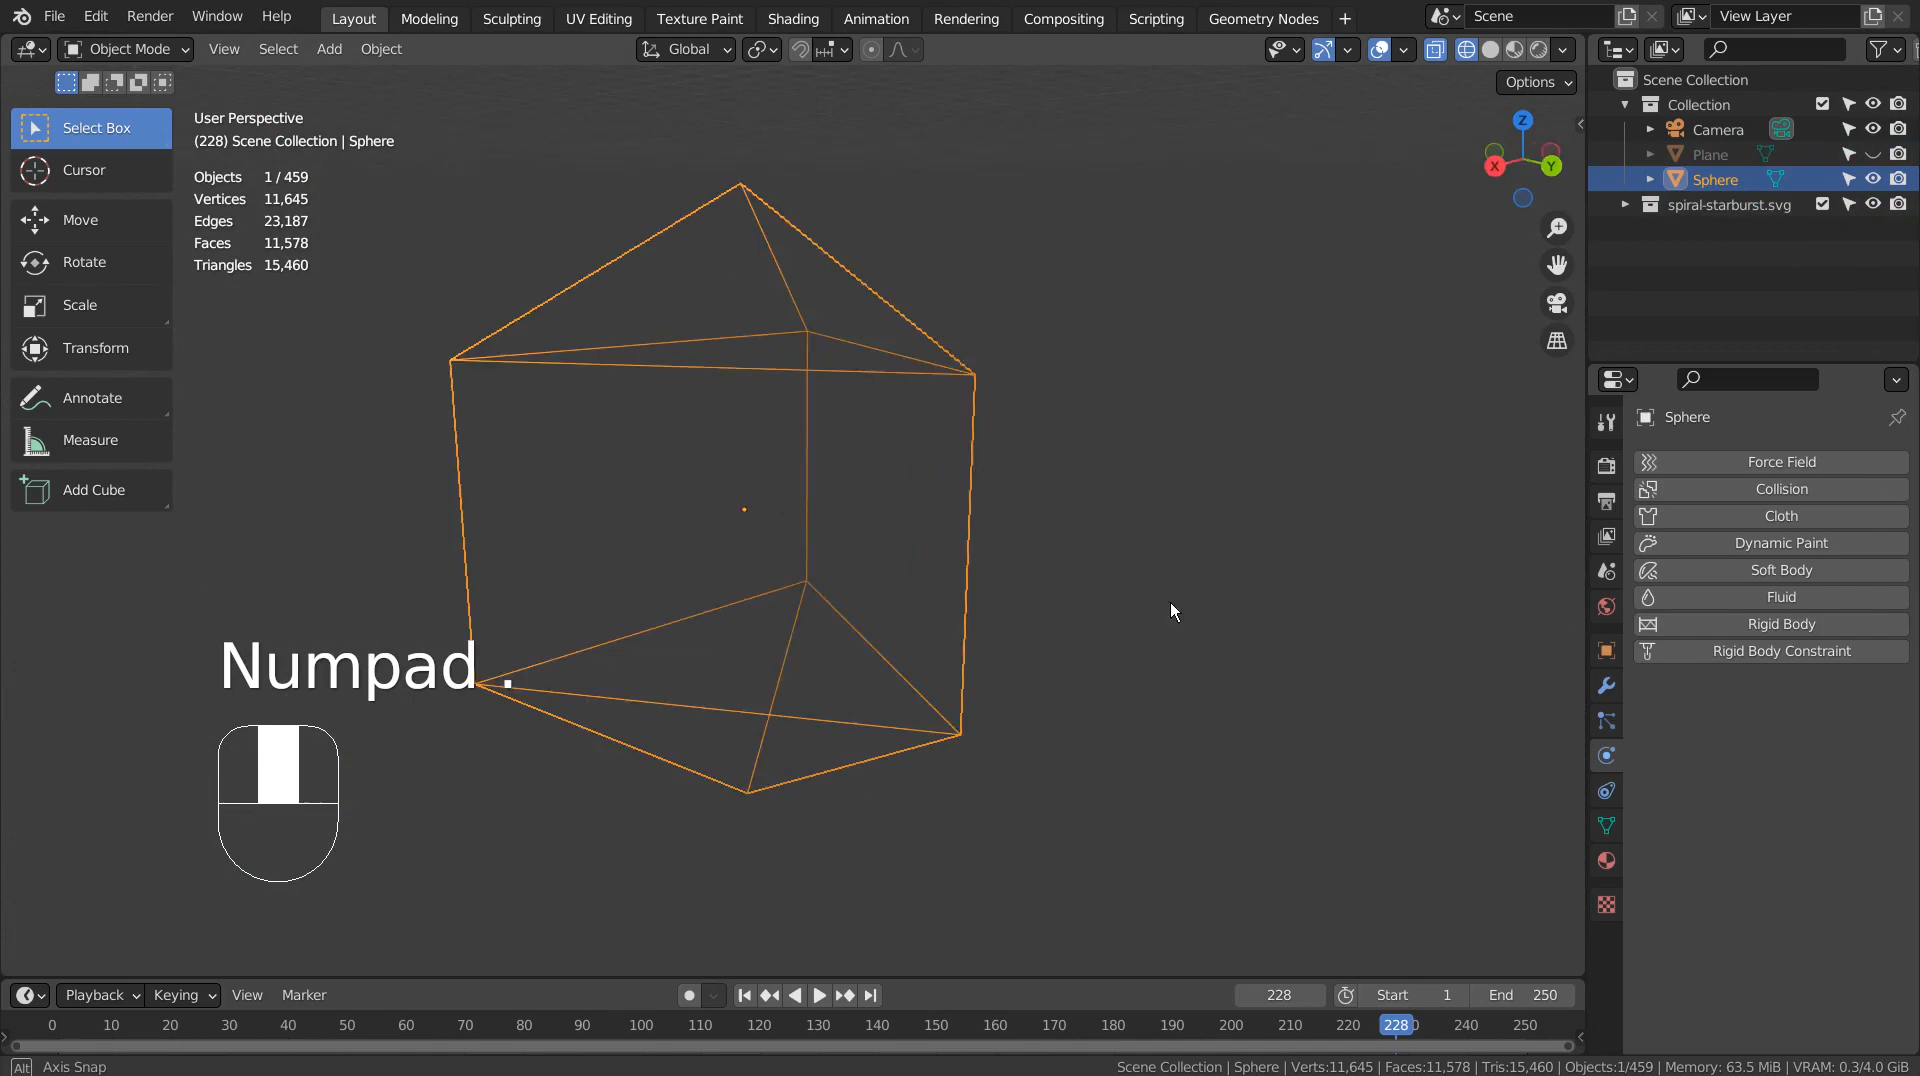 File Edit Render Window Help Layout Modeling Sculpting UV Editing Texture Paint Shading Animation Rendering Compositing Scripting Geometry Nodes + Scene View Layer
Object Mode View Select Add Object Global
Options
Select Box
Cursor
Move
Rotate
Scale
Transform
Annotate
Measure
Add Cube
User Perspective
(228) Scene Collection | Sphere
Objects 1 / 459
Vertices 11,645
Edges 23,187
Faces 11,578
Triangles 15,460
Z
X
Y
Numpad .
Scene Collection
Collection
Camera
Plane
Sphere
spiral-starburst.svg
Sphere
Force Field
Collision
Cloth
Dynamic Paint
Soft Body
Fluid
Rigid Body
Rigid Body Constraint
Playback Keying View Marker 228 Start 1 End 250
0 10 20 30 40 50 60 70 80 90 100 110 120 130 140 150 160 170 180 190 200 210 220 228 240 250
Alt Axis Snap Scene Collection | Sphere | Verts:11,645 | Faces:11,578 | Tris:15,460 | Objects:1/459 | Memory: 63.5 MiB | VRAM: 0.3/4.0 GiB